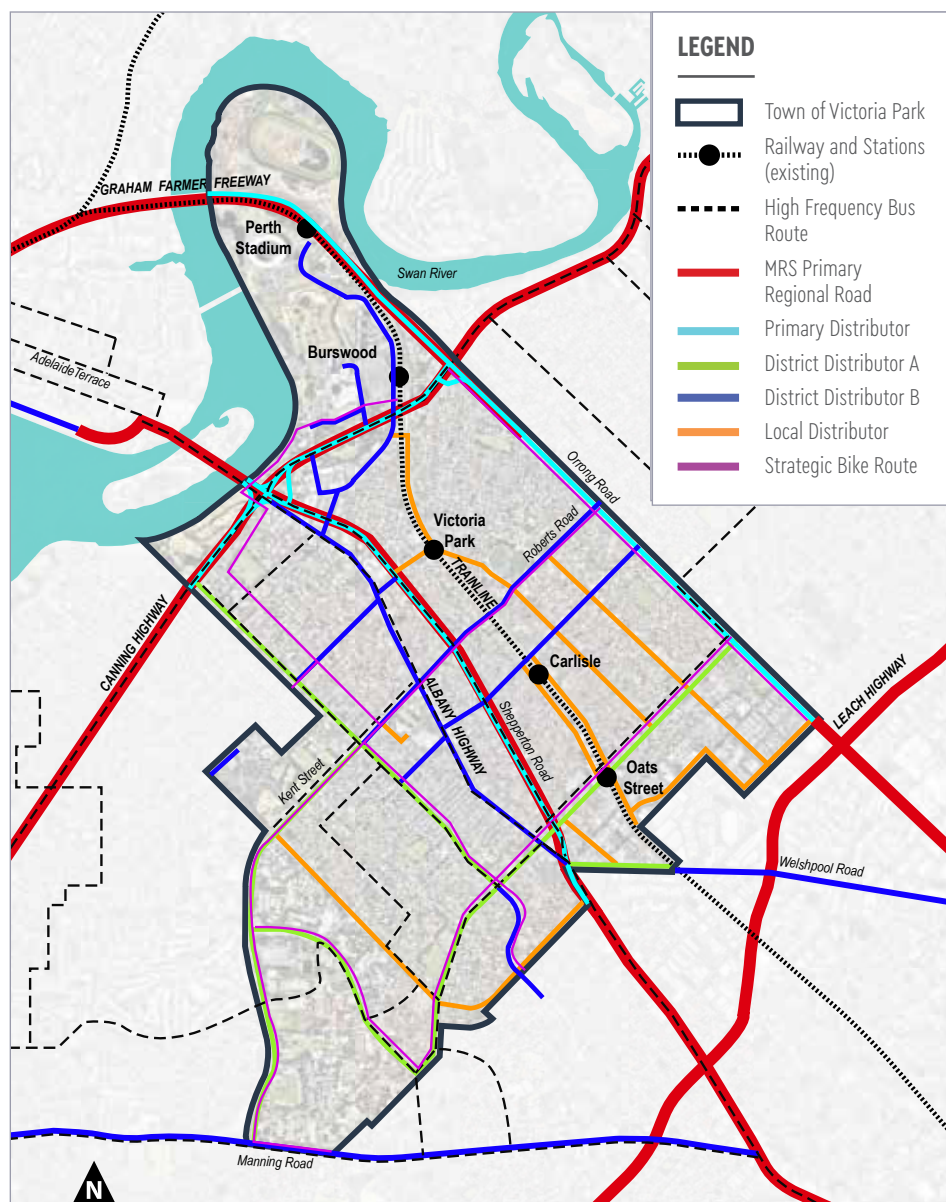 LEGEND
Town of Victoria Park
Railway and Stations
(existing)
High Frequency Bus
Route
MRS Primary
Regional Road
Primary Distributor
District Distributor A
District Distributor B
Local Distributor
Strategic Bike Route
GRAHAM FARMER FREEWAY
Perth
Stadium
Swan River
Burswood
AdelaideTerrace
Orrong Road
Victoria
Park
Roberts Road
TRAINLINE
CANNING HIGHWAY
Carlisle
ALBANY HIGHWAY
Shepperton Road
LEACH HIGHWAY
Oats
Street
Kent Street
Welshpool Road
Manning Road
N